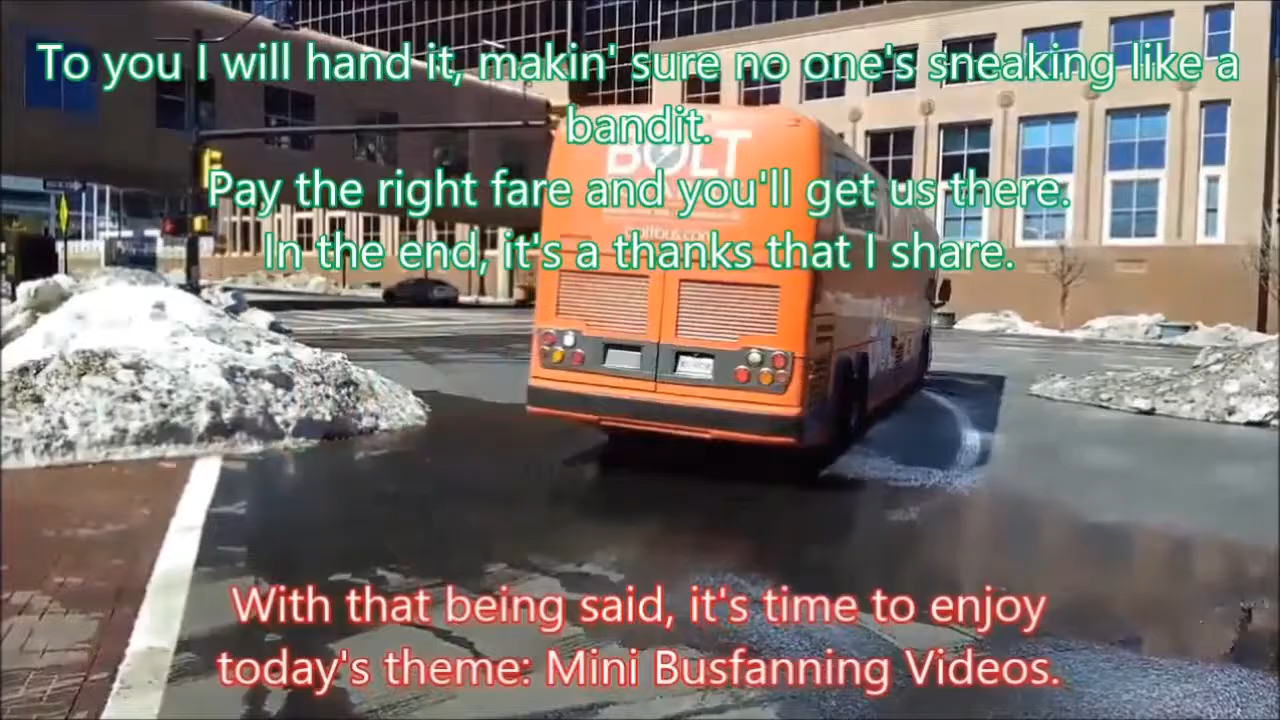 To you I will hand it, makin' sure no one's sneaking like a
bandit.
BOLT
Pay the right fare and you'll get us there.
boltbus.com
In the end, it's a thanks that I share.
With that being said, it's time to enjoy
today's theme: Mini Busfanning Videos.